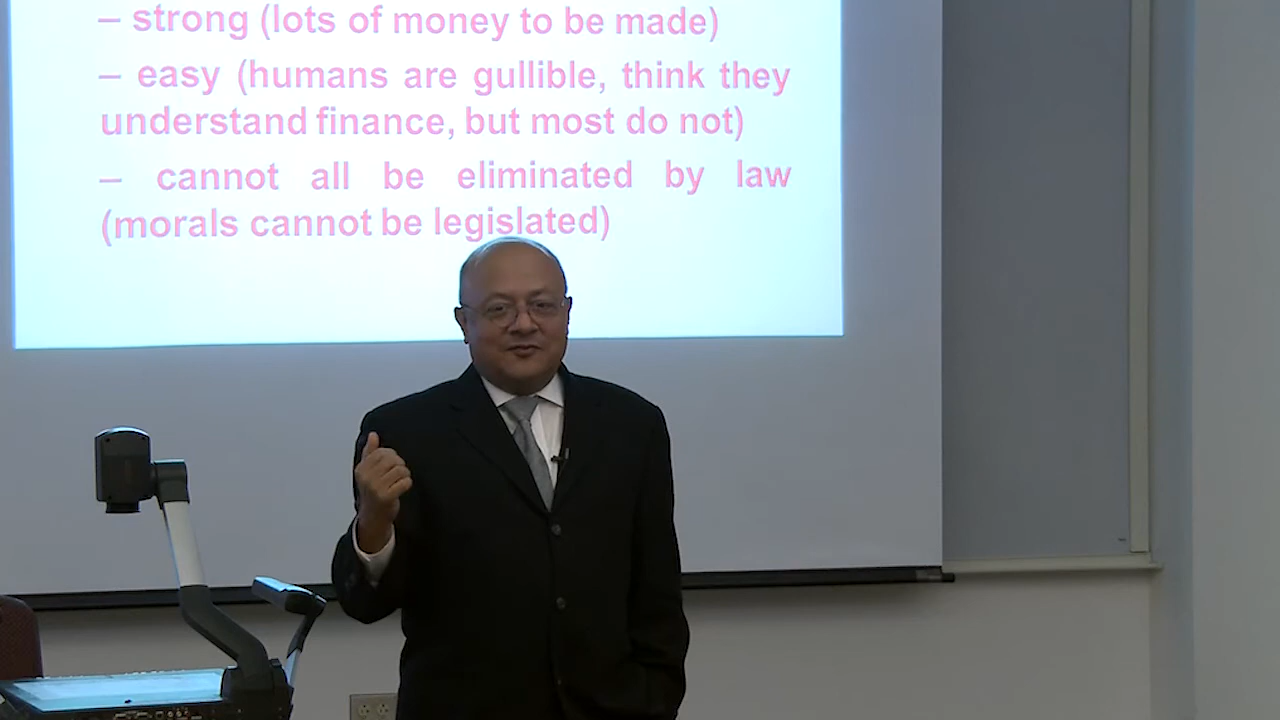 – strong (lots of money to be made)
– easy (humans are gullible, think they
understand finance, but most do not)
– cannot all be eliminated by law
(morals cannot be legislated)